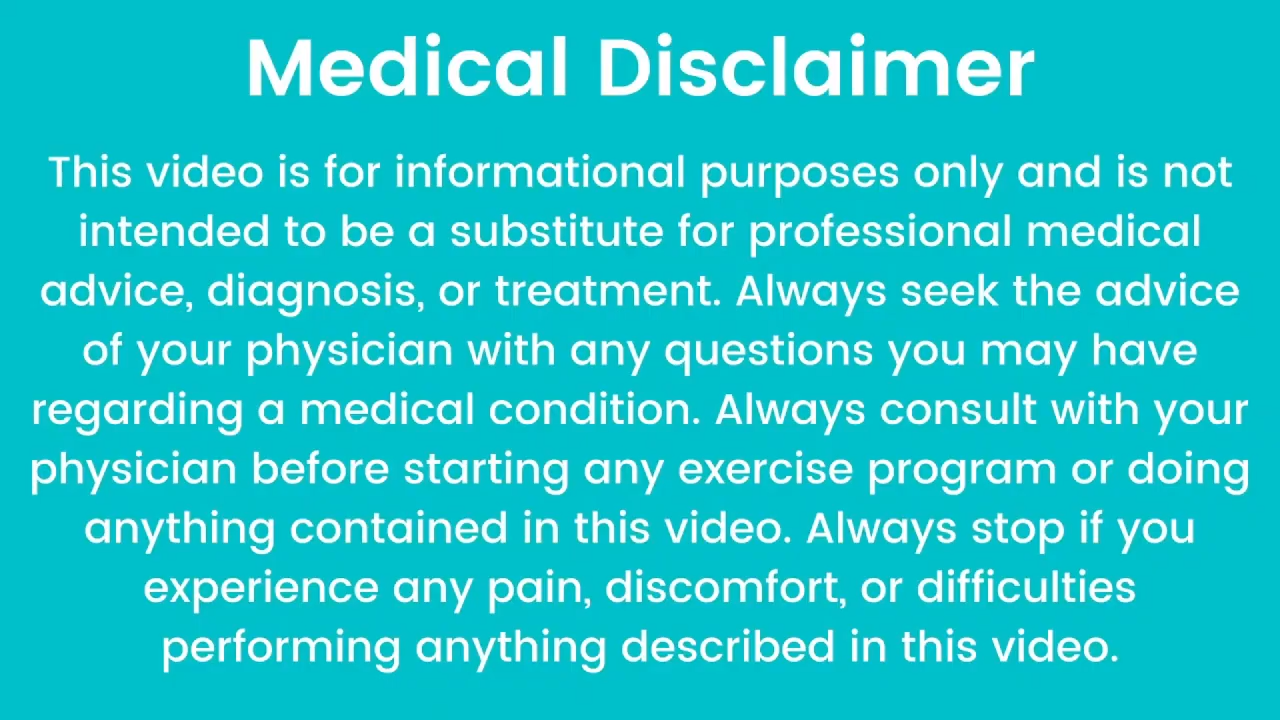 Medical Disclaimer
This video is for informational purposes only and is not
intended to be a substitute for professional medical
advice, diagnosis, or treatment. Always seek the advice
of your physician with any questions you may have
regarding a medical condition. Always consult with your
physician before starting any exercise program or doing
anything contained in this video. Always stop if you
experience any pain, discomfort, or difficulties
performing anything described in this video.